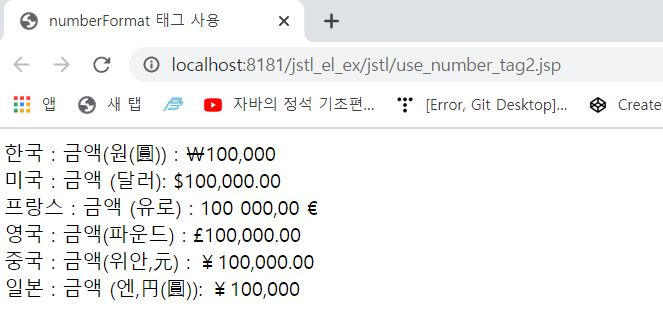 numberFormat 태그 사용
localhost:8181/jstl_el_ex/jstl/use_number_tag2.jsp
앱 새 탭 자바의 정석 기초편... [Error, Git Desktop]... Create
한국 : 금액(원(圓)) : ₩100,000
미국 : 금액 (달러): $100,000.00
프랑스 : 금액 (유로) : 100 000,00 €
영국 : 금액(파운드) : £100,000.00
중국 : 금액(위안,元) : ￥100,000.00
일본 : 금액 (엔,円(圓)): ￥100,000